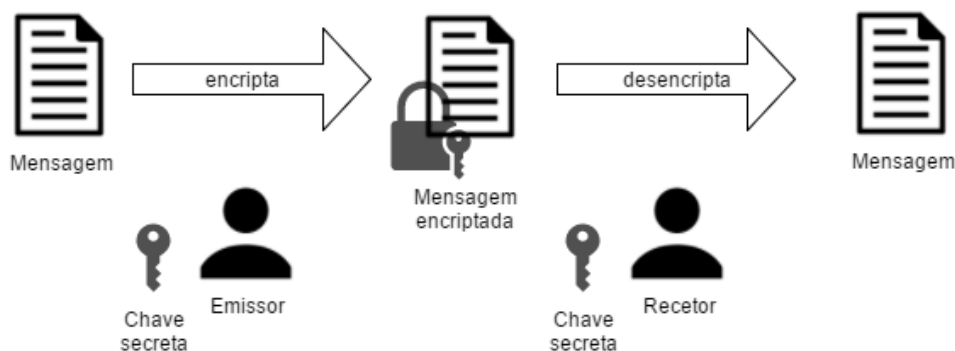 encripta
desencripta
Mensagem
Mensagem
encriptada
Mensagem
Chave
secreta
Emissor
Chave
secreta
Recetor